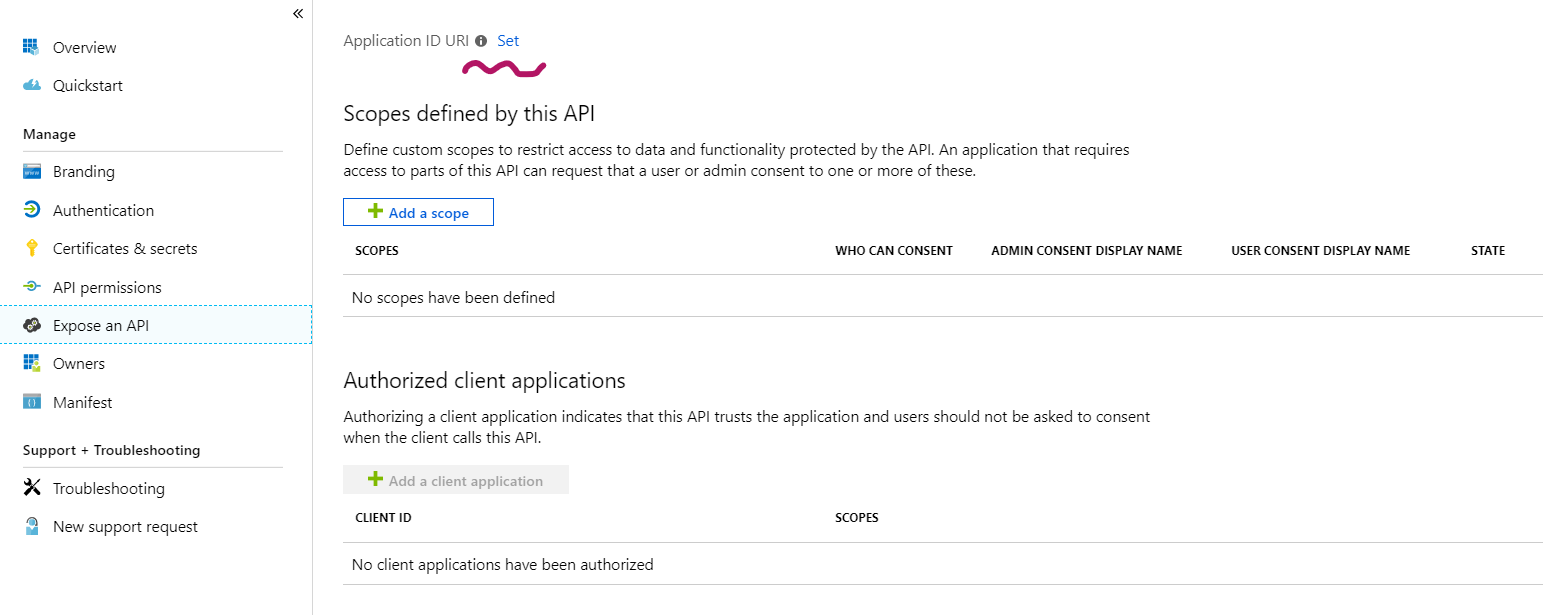 «
Overview
Quickstart
Manage
Branding
Authentication
Certificates & secrets
API permissions
Expose an API
Owners
Manifest
Support + Troubleshooting
Troubleshooting
New support request
Application ID URI Set
Scopes defined by this API
Define custom scopes to restrict access to data and functionality protected by the API. An application that requires
access to parts of this API can request that a user or admin consent to one or more of these.
Add a scope
SCOPES WHO CAN CONSENT ADMIN CONSENT DISPLAY NAME USER CONSENT DISPLAY NAME STATE
No scopes have been defined
Authorized client applications
Authorizing a client application indicates that this API trusts the application and users should not be asked to consent
when the client calls this API.
Add a client application
CLIENT ID SCOPES
No client applications have been authorized